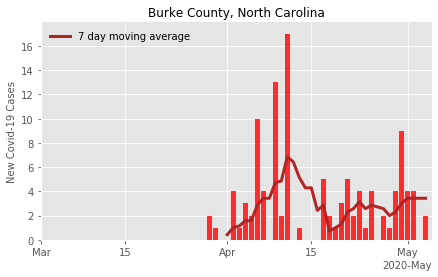 Burke County, North Carolina
7 day moving average
New Covid-19 Cases
16
14
12
10
8
6
4
2
0
Mar 15 Apr 15 May
2020-May